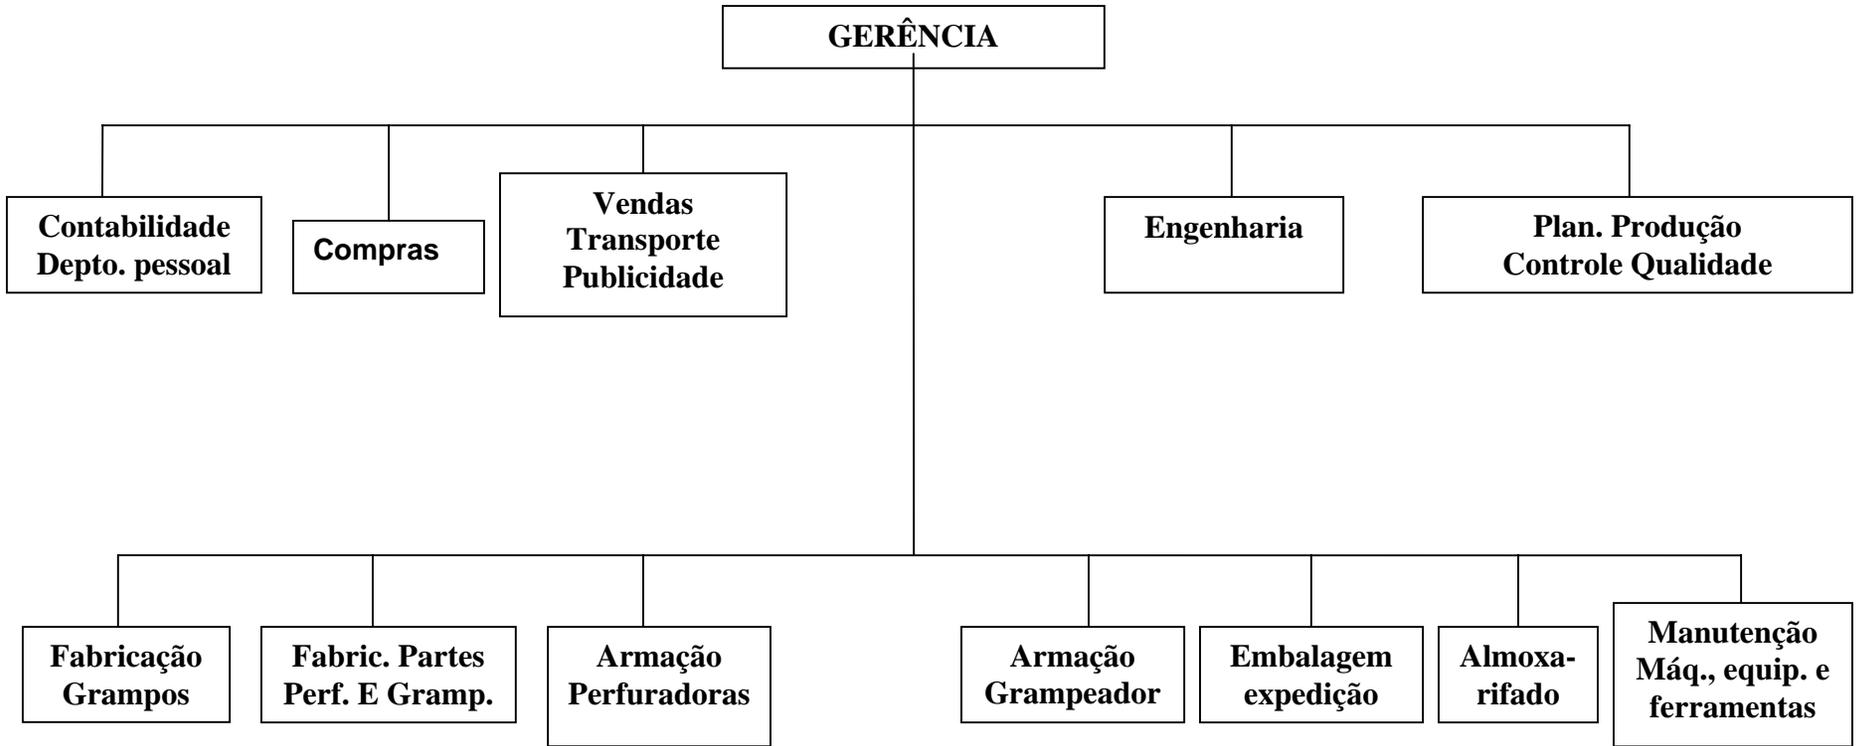 GERÊNCIA
Contabilidade
Depto. pessoal
Compras
Vendas
Transporte
Publicidade
Engenharia
Plan. Produção
Controle Qualidade
Fabricação
Grampos
Fabric. Partes
Perf. E Gramp.
Armação
Perfuradoras
Armação
Grampeador
Embalagem
expedição
Almoxa-
rifado
Manutenção
Máq., equip. e
ferramentas